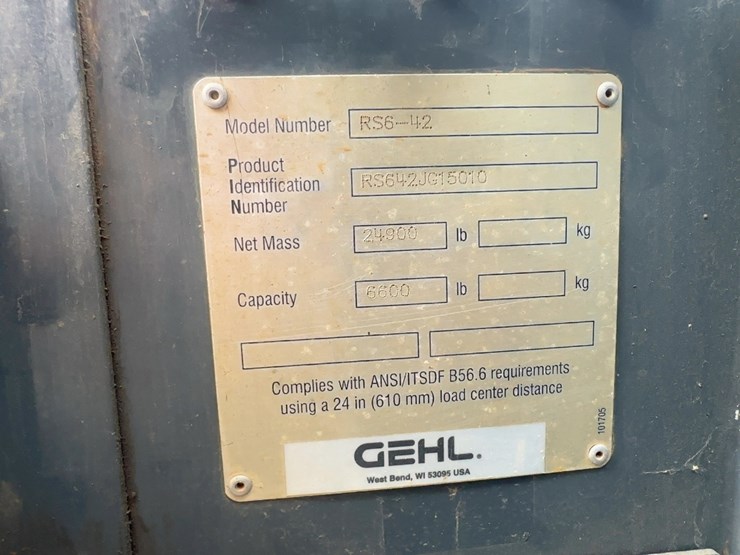 Model Number RS6-42
Product
Identification
Number RS642JG15010
Net Mass 24900 lb kg
Capacity 6600 lb kg
Complies with ANSI/ITSDF B56.6 requirements
using a 24 in (610 mm) load center distance
101705
GEHL.
West Bend, WI 53095 USA